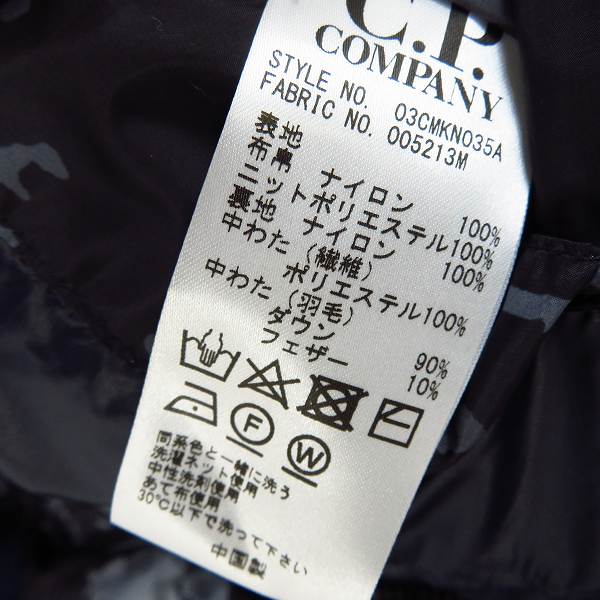 C.P.
COMPANY
STYLE NO. 03CMKN035A
FABRIC NO. 005213M
表地
布帛 ナイロン 100%
ニットポリエステル100%
裏地 ナイロン 100%
中わた (繊維)
ポリエステル100%
中わた (羽毛)
ダウン 90%
フェザー 10%
F
W
同系色と一緒に洗う
洗濯ネット使用
中性洗剤使用
あて布使用
30℃以下で洗って下さい
中国製